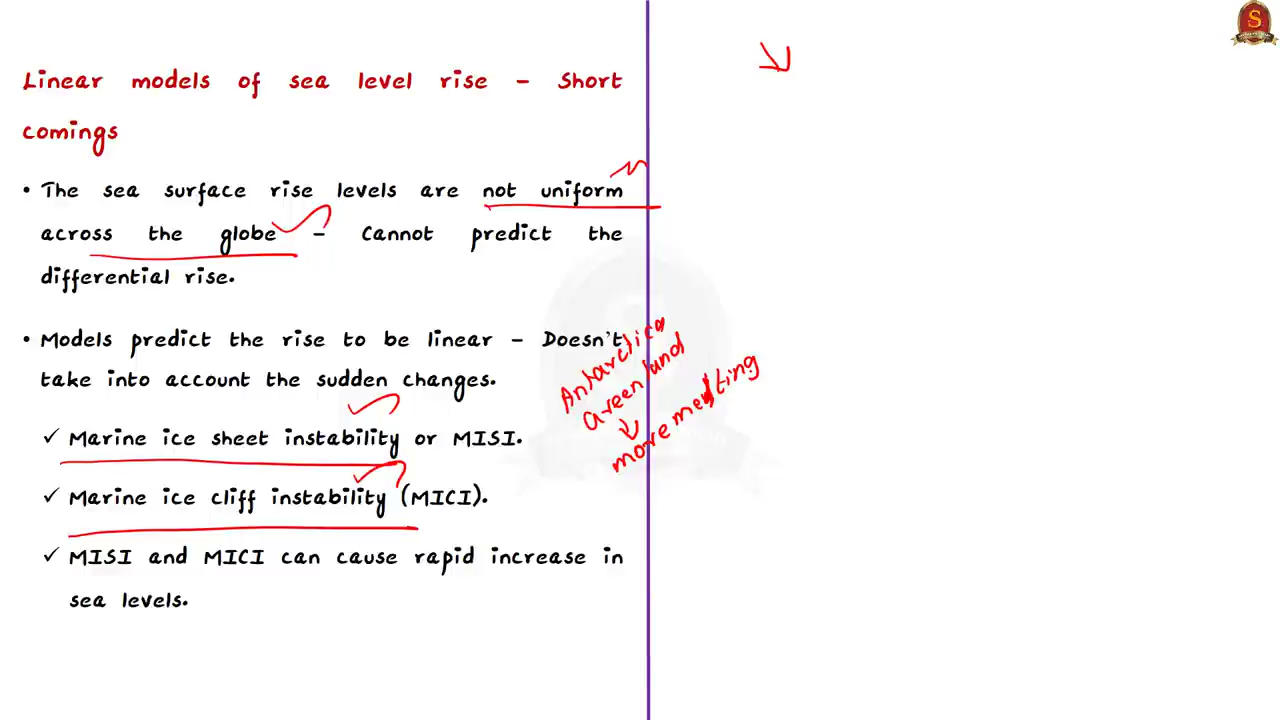 Linear models of sea level rise - Short
comings
• The sea surface rise levels are not uniform
across the globe - Cannot predict the
differential rise.
• Models predict the rise to be linear - Doesn't
take into account the sudden changes.
✓ Marine ice sheet instability or MISI.
✓ Marine ice cliff instability (MICI).
✓ MISI and MICI can cause rapid increase in
sea levels.
Antarctica
Greenland
more melting
S